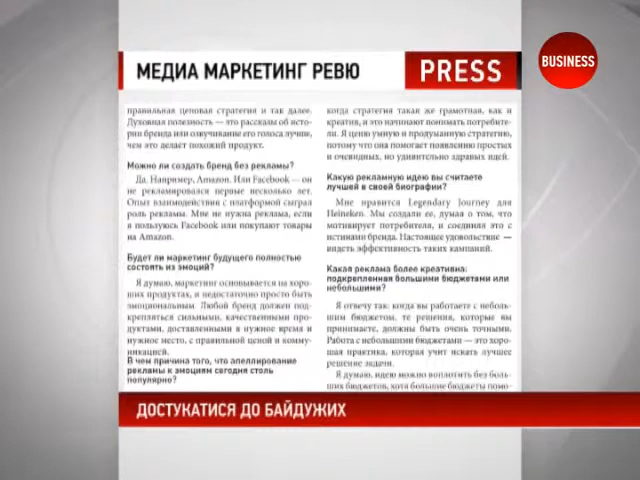 BUSINESS
МЕДИА МАРКЕТИНГ РЕВЮ
PRESS
правильная ценовая стратегия и так далее.
Духовная полезность — это рассказы об исто-
рии бренда или озвучивание его голоса лучше,
чем это делает похожий продукт.
Можно ли создать бренд без рекламы?
Да. Например, Amazon. Или Facebook — он
не рекламировался первые несколько лет.
Опыт взаимодействия с платформой сыграл
роль рекламы. Мне не нужна реклама, если
я пользуюсь Facebook или покупают товары
на Amazon.
Будет ли маркетинг будущего полностью
состоять из эмоций?
Я думаю, маркетинг основывается на хоро-
ших продуктах, и недостаточно просто быть
эмоциональным. Любой бренд должен под-
крепляться сильными, качественными про-
дуктами, доставленными в нужное время и
нужное место, с правильной ценой и комму-
никацией.
В чем причина того, что апеллирование
рекламы к эмоциям сегодня столь
популярно?
когда стратегия такая же грамотная, как и
креатив, и это начинают понимать потребите-
ли. Я ценю умную и продуманную стратегию,
потому что она помогает появлению простых
и очевидных, но удивительно здравых идей.
Какую рекламную идею вы считаете
лучшей в своей биографии?
Мне нравится Legendary Journey для
Heineken. Мы создали ее, думая о том, что
мотивирует потребителя, и соединяя это с
истинами бренда. Настоящее удовольствие —
видеть эффективность таких кампаний.
Какая реклама более креативна:
подкрепленная большими бюджетами или
небольшими?
Я отвечу так: когда вы работаете с неболь-
шим бюджетом, те решения, которые вы
принимаете, должны быть очень точными.
Работа с небольшими бюджетами — это хоро-
шая практика, которая учит искать лучшее
решение задачи.
Я думаю, идею можно воплотить без боль-
ших бюджетов, хотя большие бюджеты помо-
ДОСТУКАТИСЯ ДО БАЙДУЖИХ